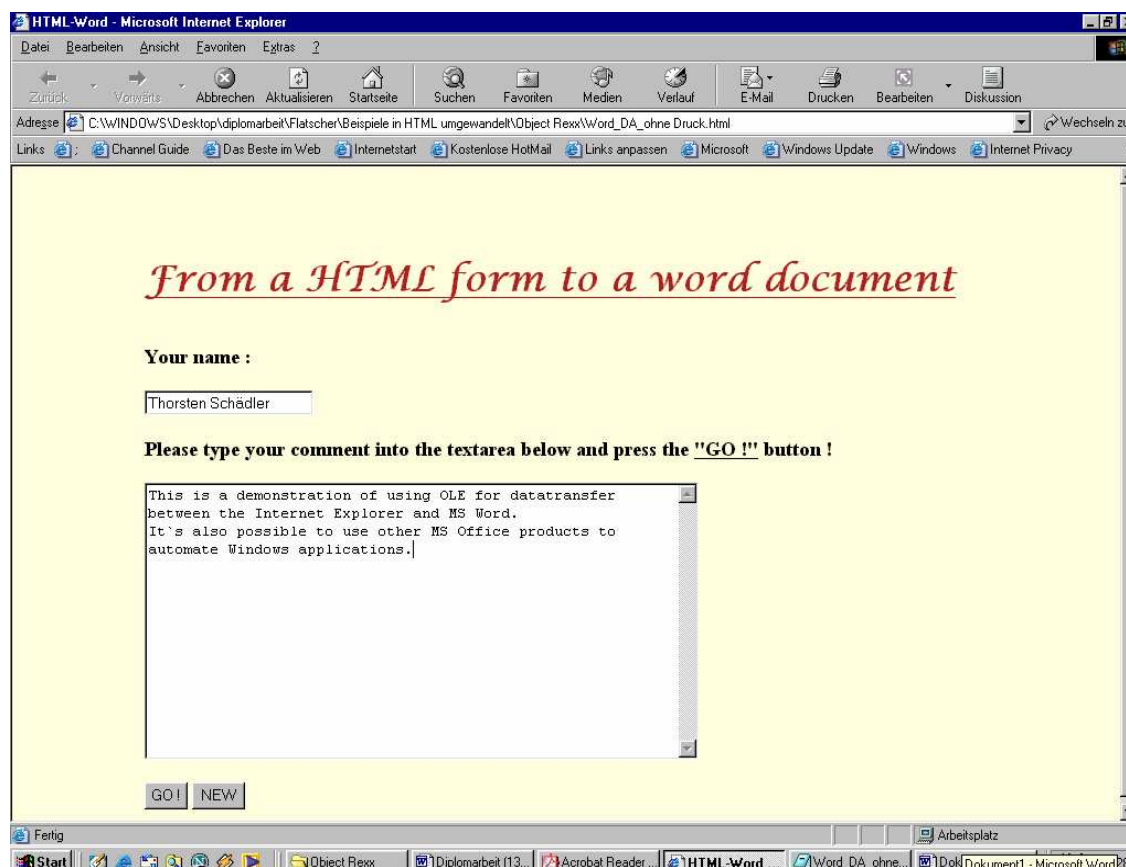 HTML-Word - Microsoft Internet Explorer
Datei Bearbeiten Ansicht Favoriten Extras ?
Zurück Vorwärts Abbrechen Aktualisieren Startseite Suchen Favoriten Medien Verlauf E-Mail Drucken Bearbeiten Diskussion
Adresse C:\WINDOWS\Desktop\diplomarbeit\Flatscher\Beispiele in HTML umgewandelt\Object Rexx\Word_DA_ohne Druck.html Wechseln zu
Links ; Channel Guide Das Beste im Web Internetstart Kostenlose HotMail Links anpassen Microsoft Windows Update Windows Internet Privacy
From a HTML form to a word document
Your name :
Thorsten Schädler
Please type your comment into the textarea below and press the "GO !" button !
This is a demonstration of using OLE for datatransfer
between the Internet Explorer and MS Word.
It`s also possible to use other MS Office products to
automate Windows applications.
GO ! NEW
Fertig Arbeitsplatz
Start Object Rexx Diplomarbeit (13... Acrobat Reader ... HTML-Word Word_DA_ohne... Dok Dokument1 - Microsoft Word